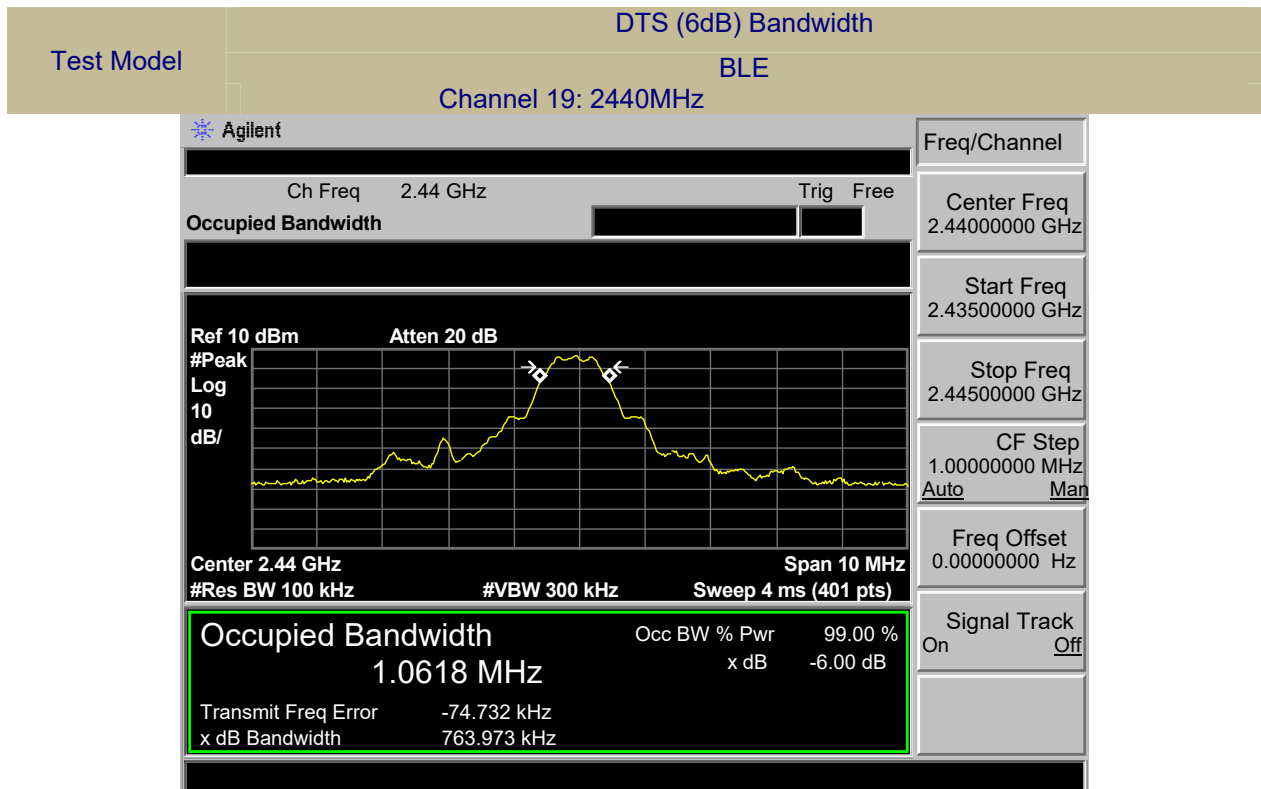 DTS (6dB) Bandwidth
Test Model
BLE
Channel 19: 2440MHz
Agilent
Freq/Channel
Ch Freq 2.44 GHz Trig Free
Occupied Bandwidth
Center Freq
2.44000000 GHz
Start Freq
2.43500000 GHz
Stop Freq
2.44500000 GHz
CF Step
1.00000000 MHz
Auto Man
Freq Offset
0.00000000 Hz
Signal Track
On Off
Ref 10 dBm Atten 20 dB
#Peak
Log
10
dB/
Center 2.44 GHz Span 10 MHz
#Res BW 100 kHz #VBW 300 kHz Sweep 4 ms (401 pts)
Occupied Bandwidth Occ BW % Pwr 99.00 %
1.0618 MHz x dB -6.00 dB
Transmit Freq Error -74.732 kHz
x dB Bandwidth 763.973 kHz